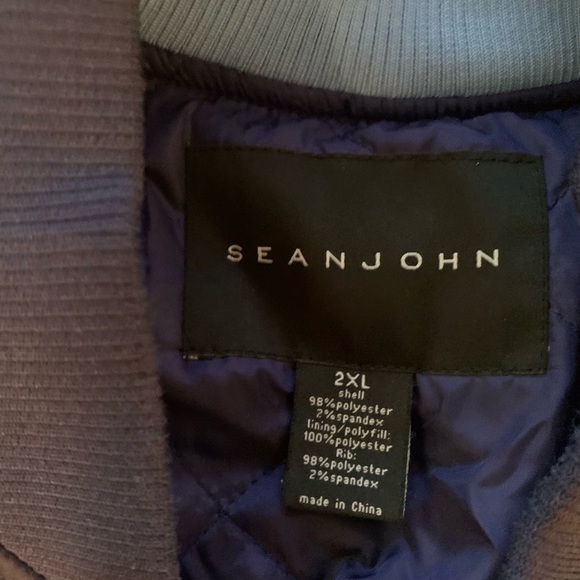 SEANJOHN
2XL
shell
98%polyester
2%spandex
lining/polyfill:
100%polyester
Rib:
98%polyester
2%spandex
made in China